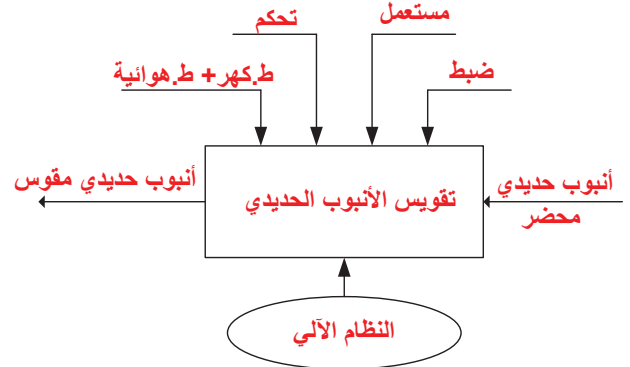 مستعمل
تحكم
ضبط
ط.كهر+ ط.هوائية
أنبوب حديدي
محضر
تقويس الأنبوب الحديدي
أنبوب حديدي مقوس
النظام الآلي